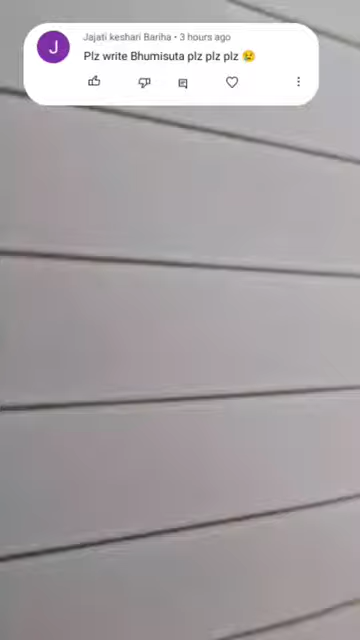 Jajati keshari Bariha • 3 hours ago
J
Plz write Bhumisuta plz plz plz 😢